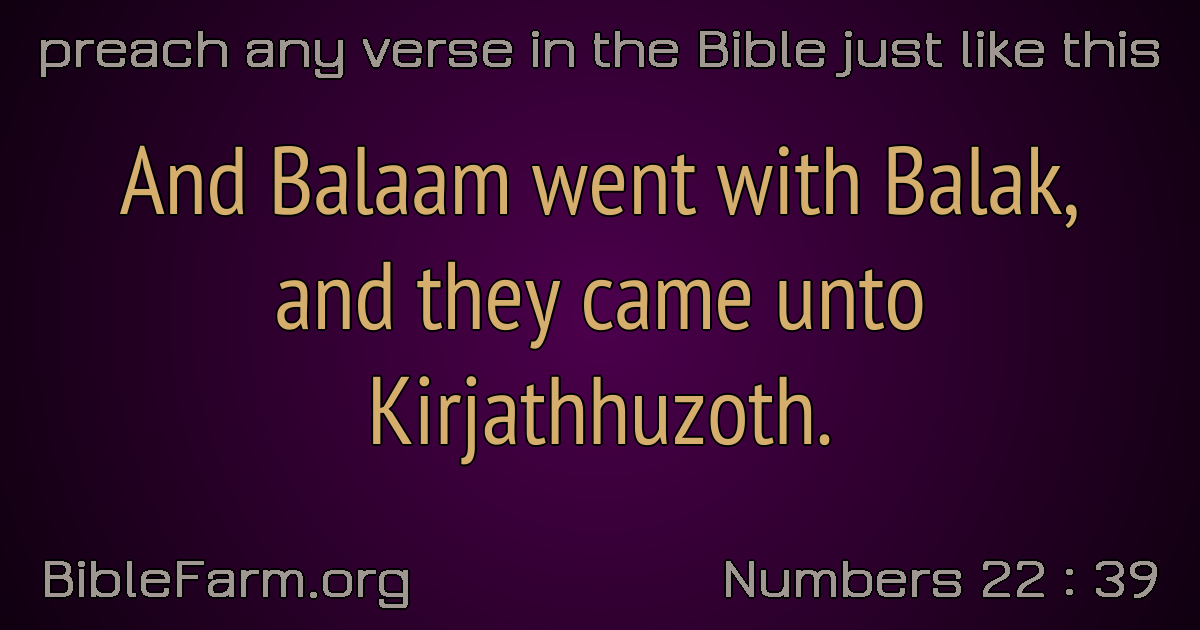 preach any verse in the Bible just like this
And Balaam went with Balak,
and they came unto
Kirjathhuzoth.
BibleFarm.org
Numbers 22 : 39